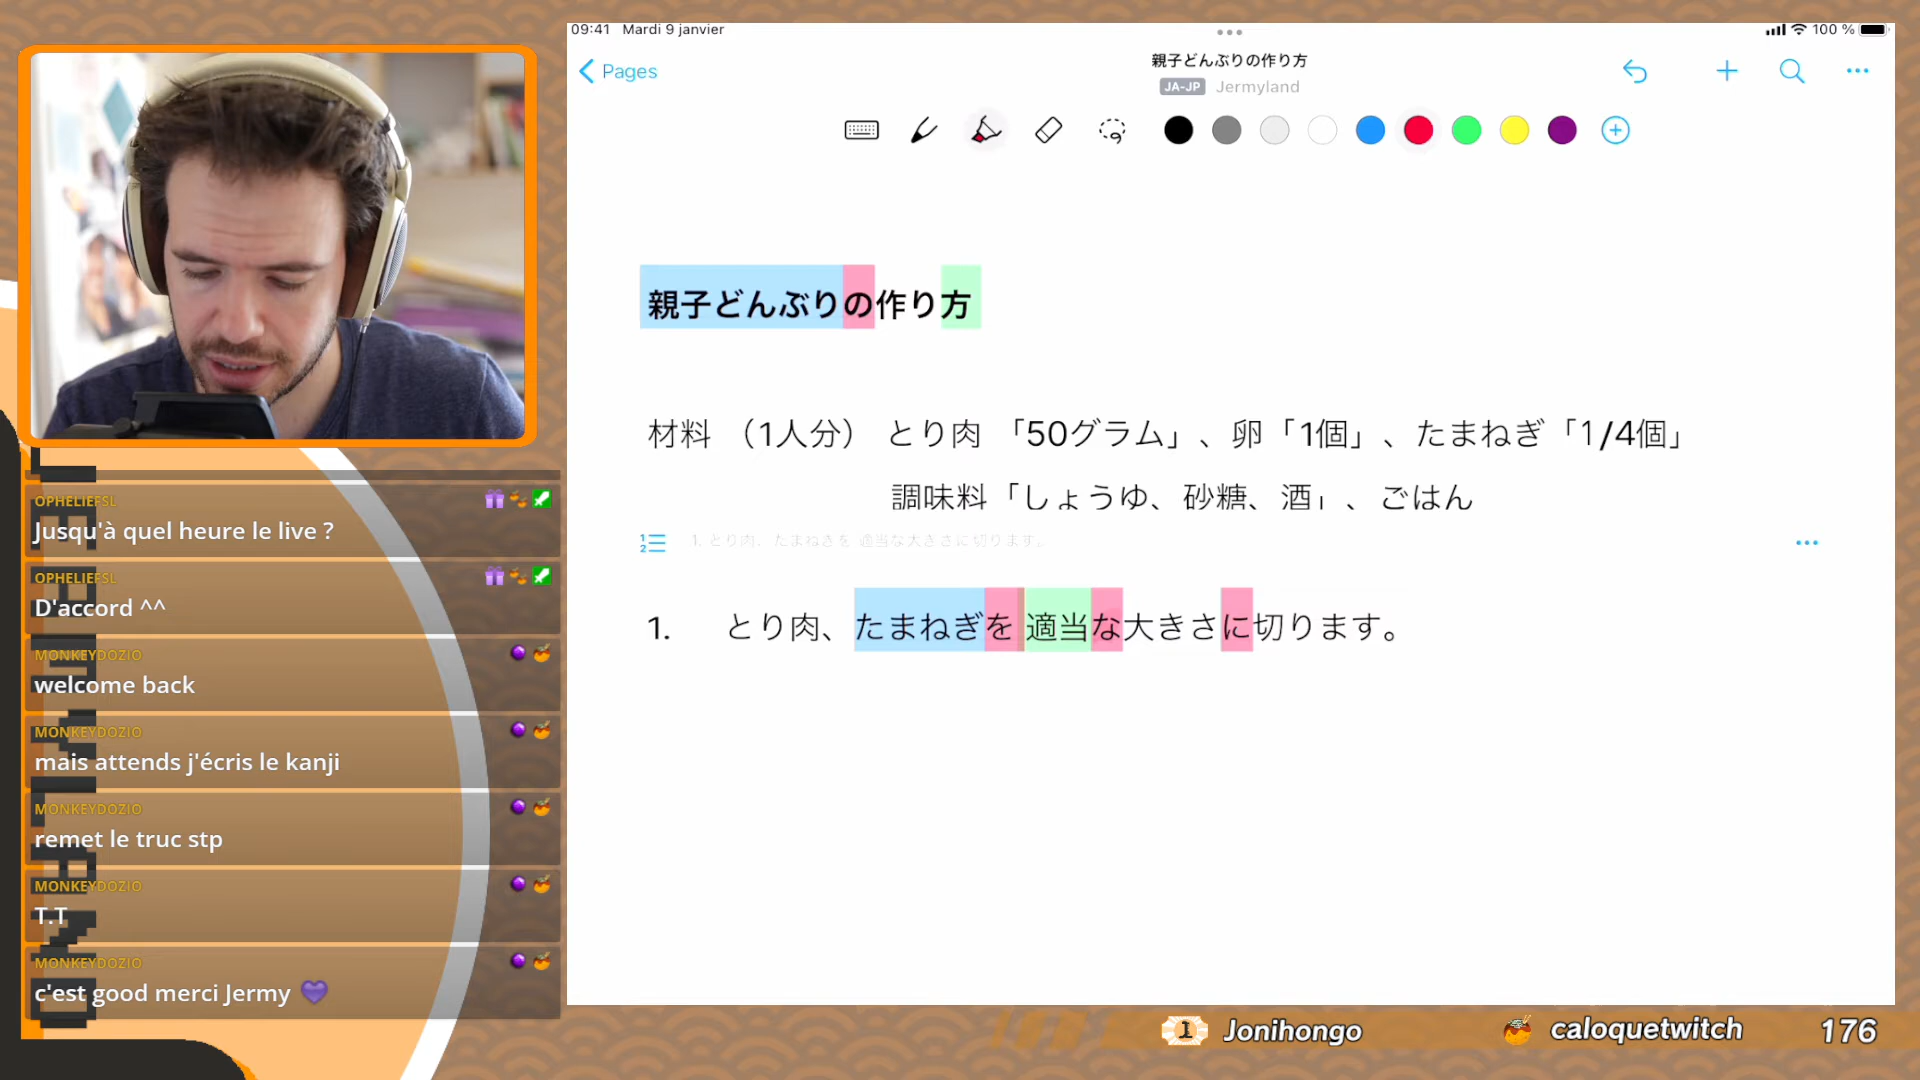 09:41 Mardi 9 janvier
100 %
Pages
親子どんぶりの作り方
JA-JP Jermyland
親子どんぶりの作り方
材料 （1人分） とり肉 「50グラム」、卵「1個」、たまねぎ「1/4個」
調味料「しょうゆ、砂糖、酒」、ごはん
1. とり肉、たまねぎを 適当な大きさに切ります。
1. とり肉、たまねぎを 適当な大きさに切ります。
OPHELIEFSL
Jusqu'à quel heure le live ?
OPHELIEFSL
D'accord ^^
MONKEYDOZIO
welcome back
MONKEYDOZIO
mais attends j'écris le kanji
MONKEYDOZIO
remet le truc stp
MONKEYDOZIO
T.T
MONKEYDOZIO
c'est good merci Jermy 💜
1 Jonihongo
caloquetwitch
176